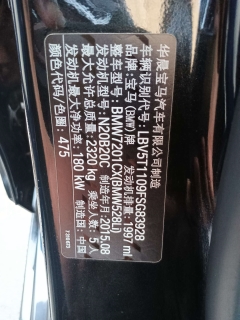 华晨宝马汽车有限公司制造
车辆识别代号: LBV5T1109FSG83928
品牌: 宝马(BMW)牌 发动机排量: 1997 ml
整车型号: BMW7201CX(BMW528Li)
发动机型号: N20B20C 制造年月: 2015.08
最大允许总质量: 2320 kg 乘坐人数: 5 人
发动机最大净功率: 180 kW 制造国: 中国
颜色代码/色圈: 475